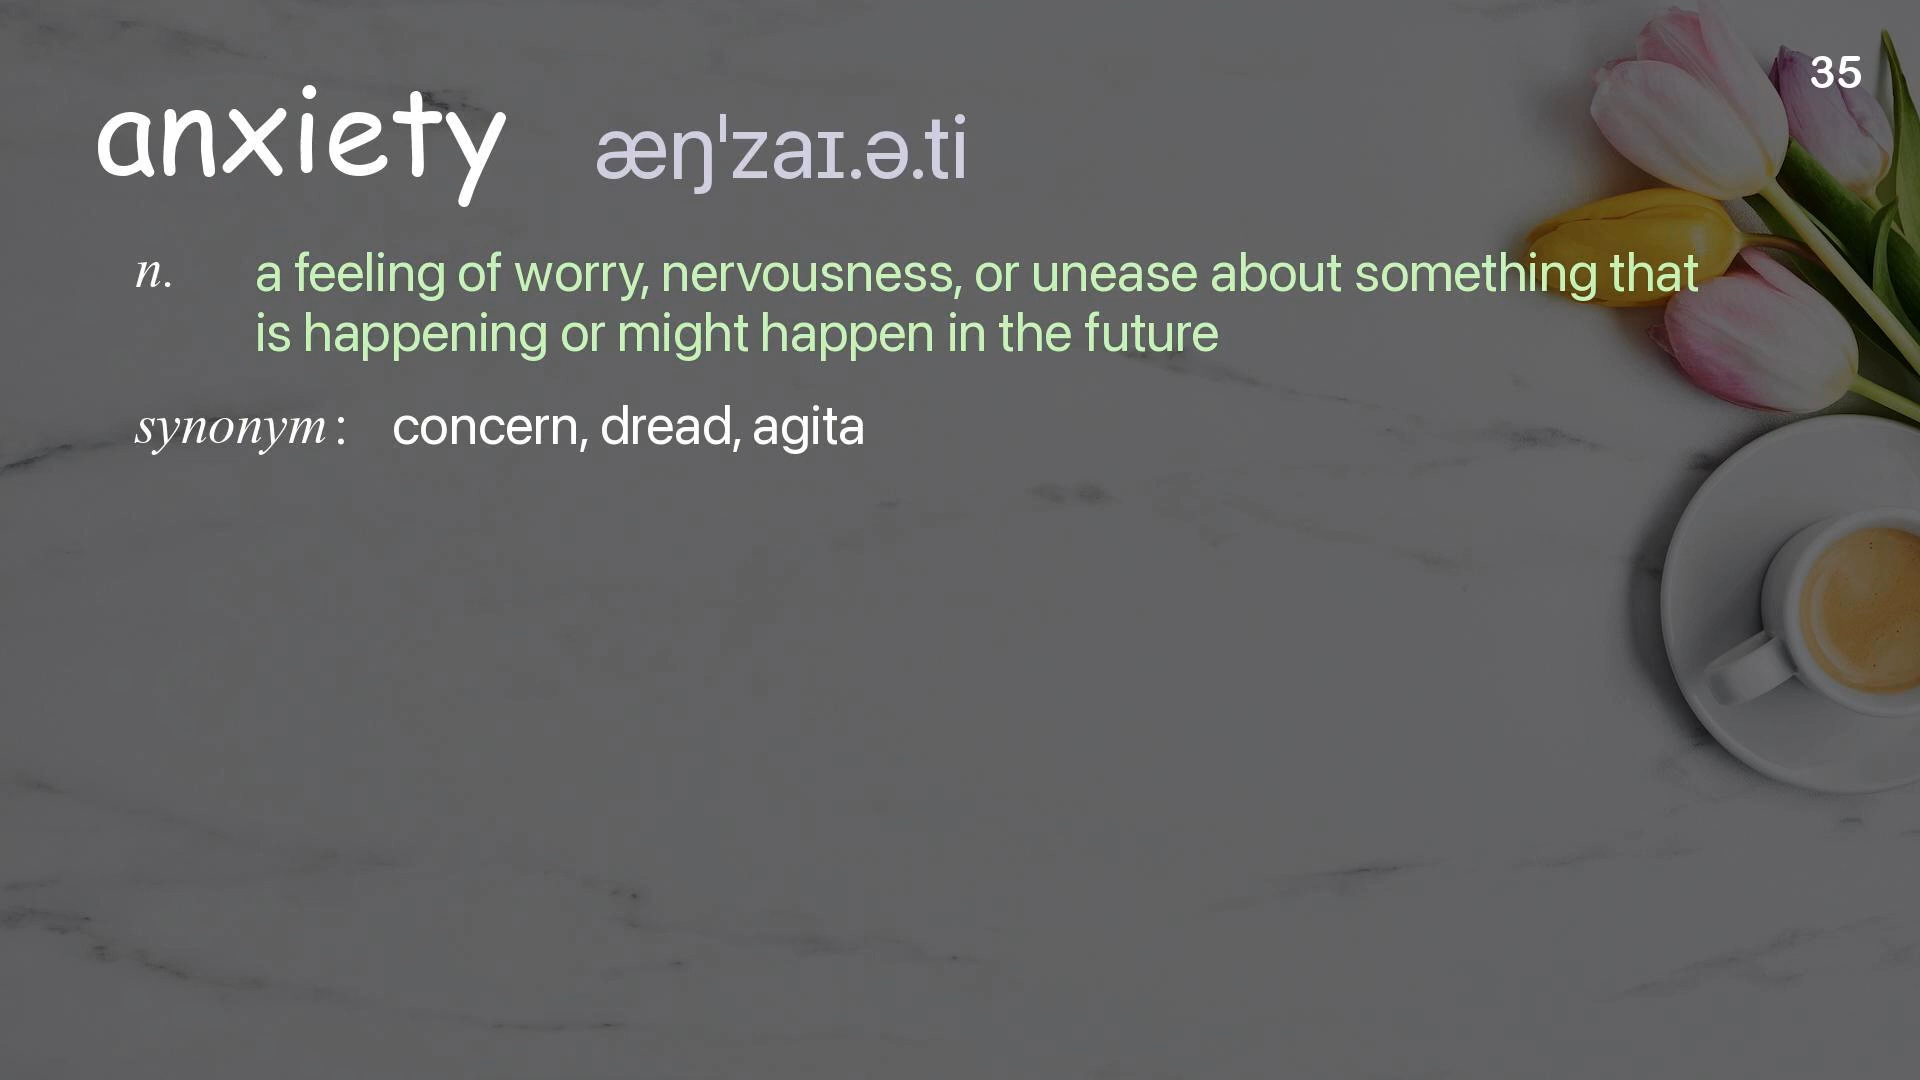 35
anxiety æŋˈzaɪ.ə.ti
n. a feeling of worry, nervousness, or unease about something that
is happening or might happen in the future
synonym: concern, dread, agita